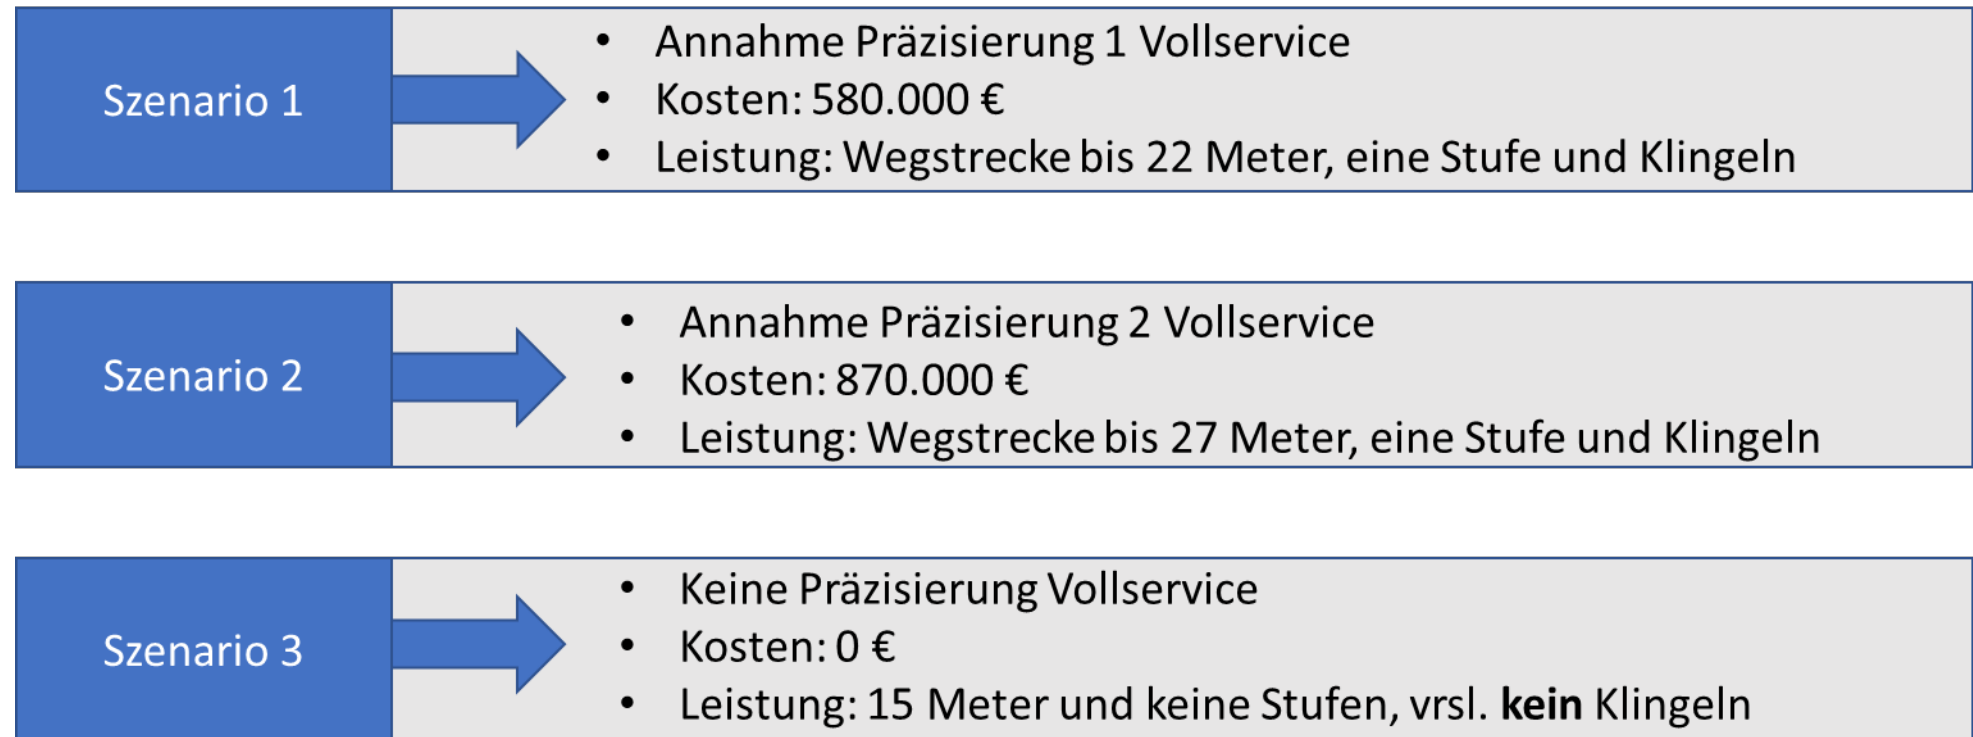 Szenario 1
• Annahme Präzisierung 1 Vollservice
• Kosten: 580.000 €
• Leistung: Wegstrecke bis 22 Meter, eine Stufe und Klingeln
Szenario 2
• Annahme Präzisierung 2 Vollservice
• Kosten: 870.000 €
• Leistung: Wegstrecke bis 27 Meter, eine Stufe und Klingeln
Szenario 3
• Keine Präzisierung Vollservice
• Kosten: 0 €
• Leistung: 15 Meter und keine Stufen, vrsl. kein Klingeln